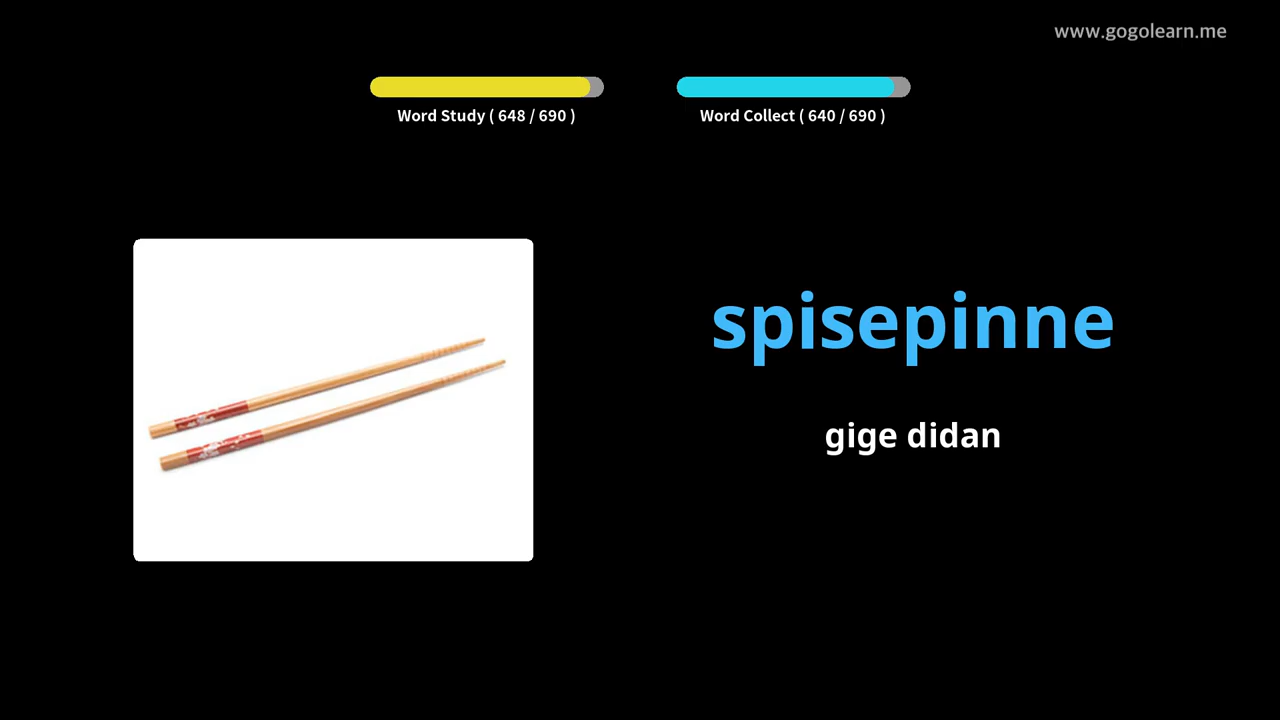 www.gogolearn.me
Word Study ( 648 / 690 )
Word Collect ( 640 / 690 )
spisepinne
gige didan